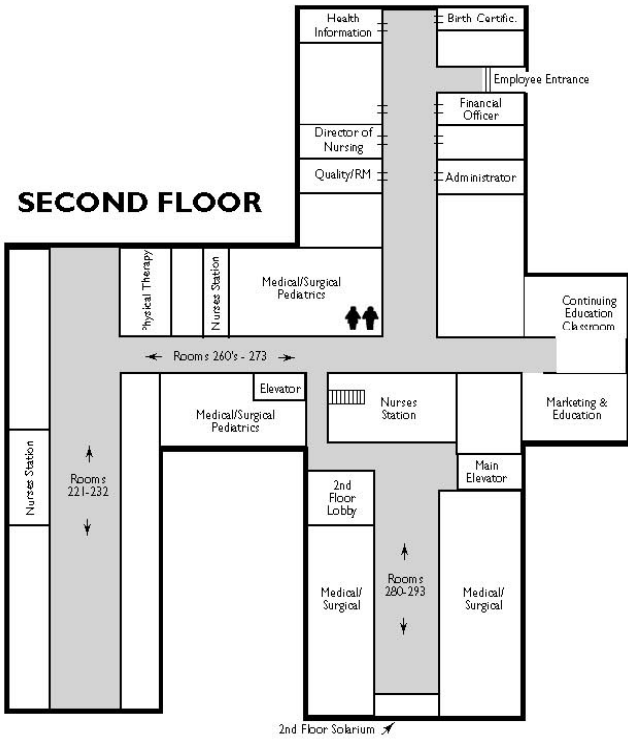 Health
Information
Birth Certific.
Employee Entrance
Financial
Officer
Director of
Nursing
Quality/RM
Administrator
SECOND FLOOR
Physical Therapy
Nurses Station
Medical/Surgical
Pediatrics
Continuing
Education
Classroom
Rooms 260's - 273
Elevator
Medical/Surgical
Pediatrics
Nurses
Station
Marketing &
Education
Nurses Station
Rooms
221-232
Main
Elevator
2nd
Floor
Lobby
Medical/
Surgical
Rooms
280-293
Medical/
Surgical
2nd Floor Solarium